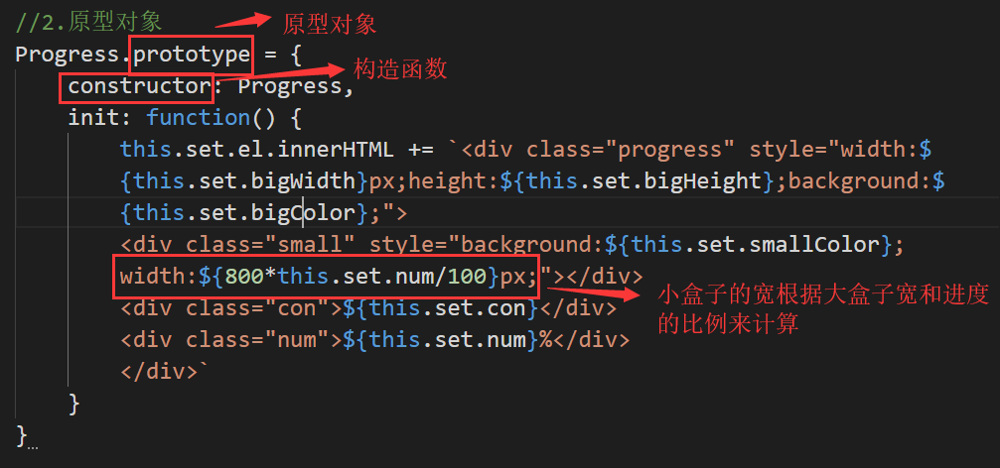 //2.原型对象
原型对象
Progress.prototype = {
构造函数
constructor: Progress,
init: function() {
this.set.el.innerHTML += `<div class="progress" style="width:$
{this.set.bigWidth}px;height:${this.set.bigHeight};background:$
{this.set.bigColor};">
<div class="small" style="background:${this.set.smallColor};
width:${800*this.set.num/100}px;"></div>
小盒子的宽根据大盒子宽和进度
的比例来计算
<div class="con">${this.set.con}</div>
<div class="num">${this.set.num}%</div>
</div>`
}
}…